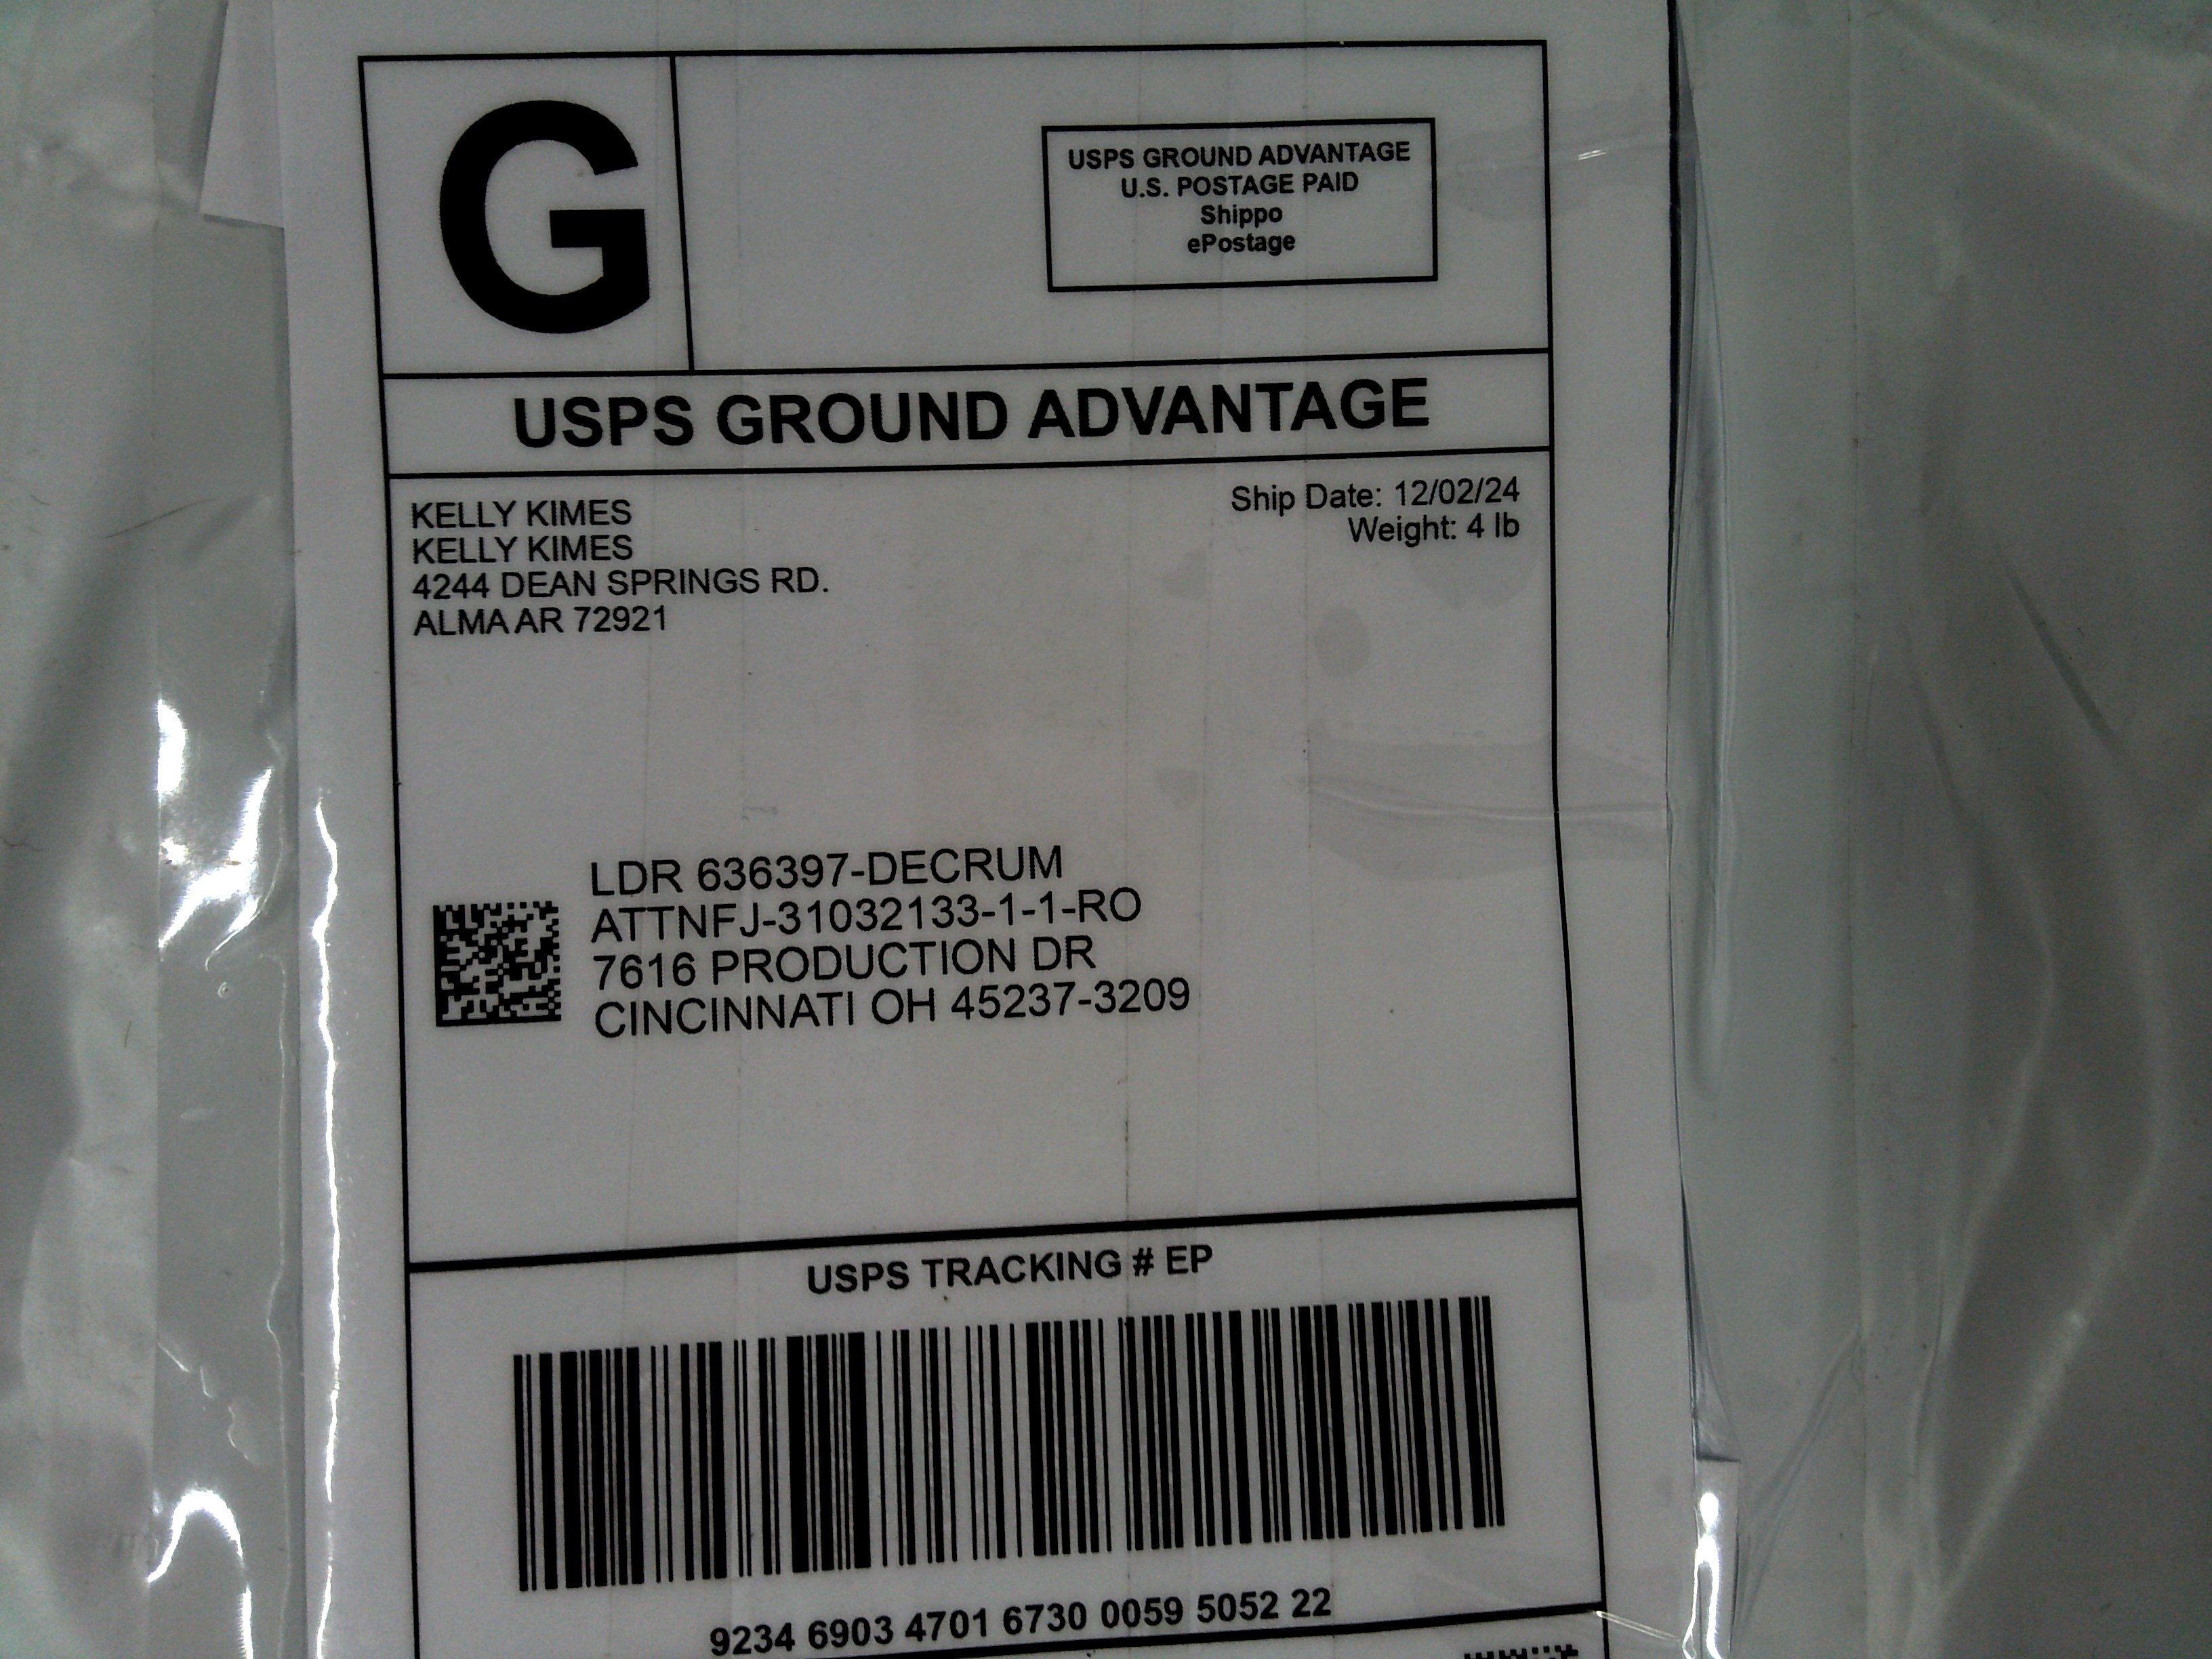 G
USPS GROUND ADVANTAGE
U.S. POSTAGE PAID
Shippo
ePostage
USPS GROUND ADVANTAGE
KELLY KIMES
KELLY KIMES
4244 DEAN SPRINGS RD.
ALMA AR 72921
Ship Date: 12/02/24
Weight: 4 lb
LDR 636397-DECRUM
ATTNFJ-31032133-1-1-RO
7616 PRODUCTION DR
CINCINNATI OH 45237-3209
USPS TRACKING # EP
9234 6903 4701 6730 0059 5052 22